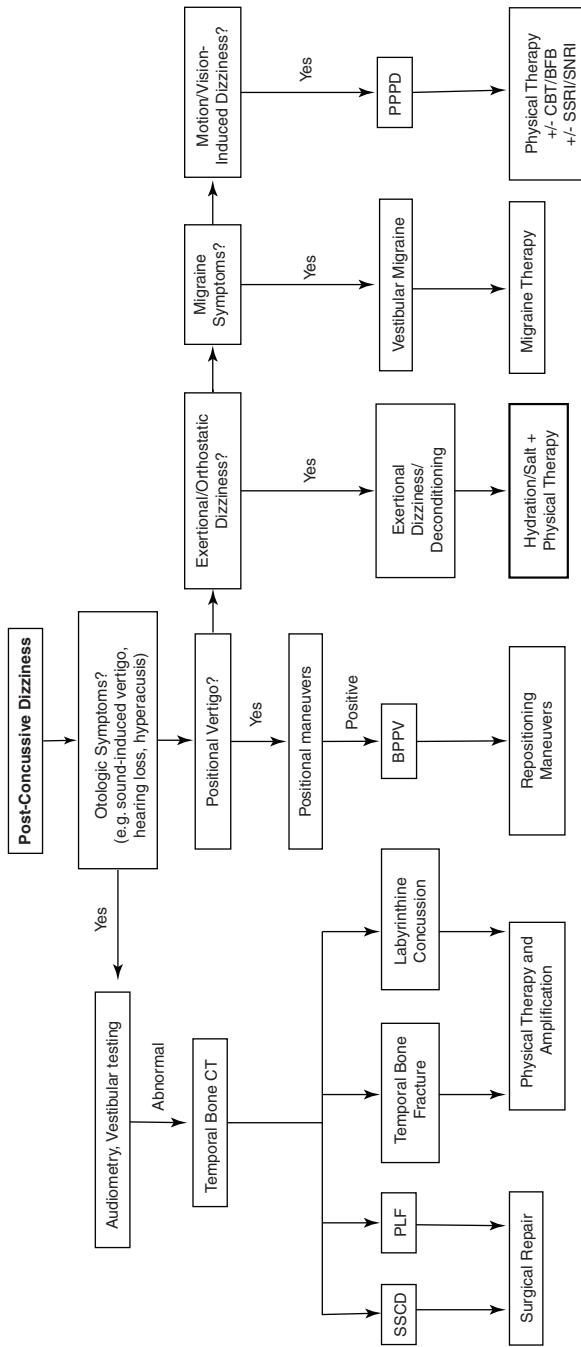 Post-Concussive Dizziness
Otologic Symptoms?
(e.g. sound-induced vertigo,
hearing loss, hyperacusis)
Yes
Audiometry, Vestibular testing
Abnormal
Temporal Bone CT
SSCD
PLF
Temporal Bone
Fracture
Labyrinthine
Concussion
Surgical Repair
Physical Therapy and
Amplification
Positional Vertigo?
Yes
Positional maneuvers
Positive
BPPV
Repositioning
Maneuvers
Exertional/Orthostatic
Dizziness?
Yes
Exertional
Dizziness/
Deconditioning
Hydration/Salt +
Physical Therapy
Migraine
Symptoms?
Yes
Vestibular Migraine
Migraine Therapy
Motion/Vision-
Induced Dizziness?
Yes
PPPD
Physical Therapy
+/- CBT/BFB
+/- SSRI/SNRI